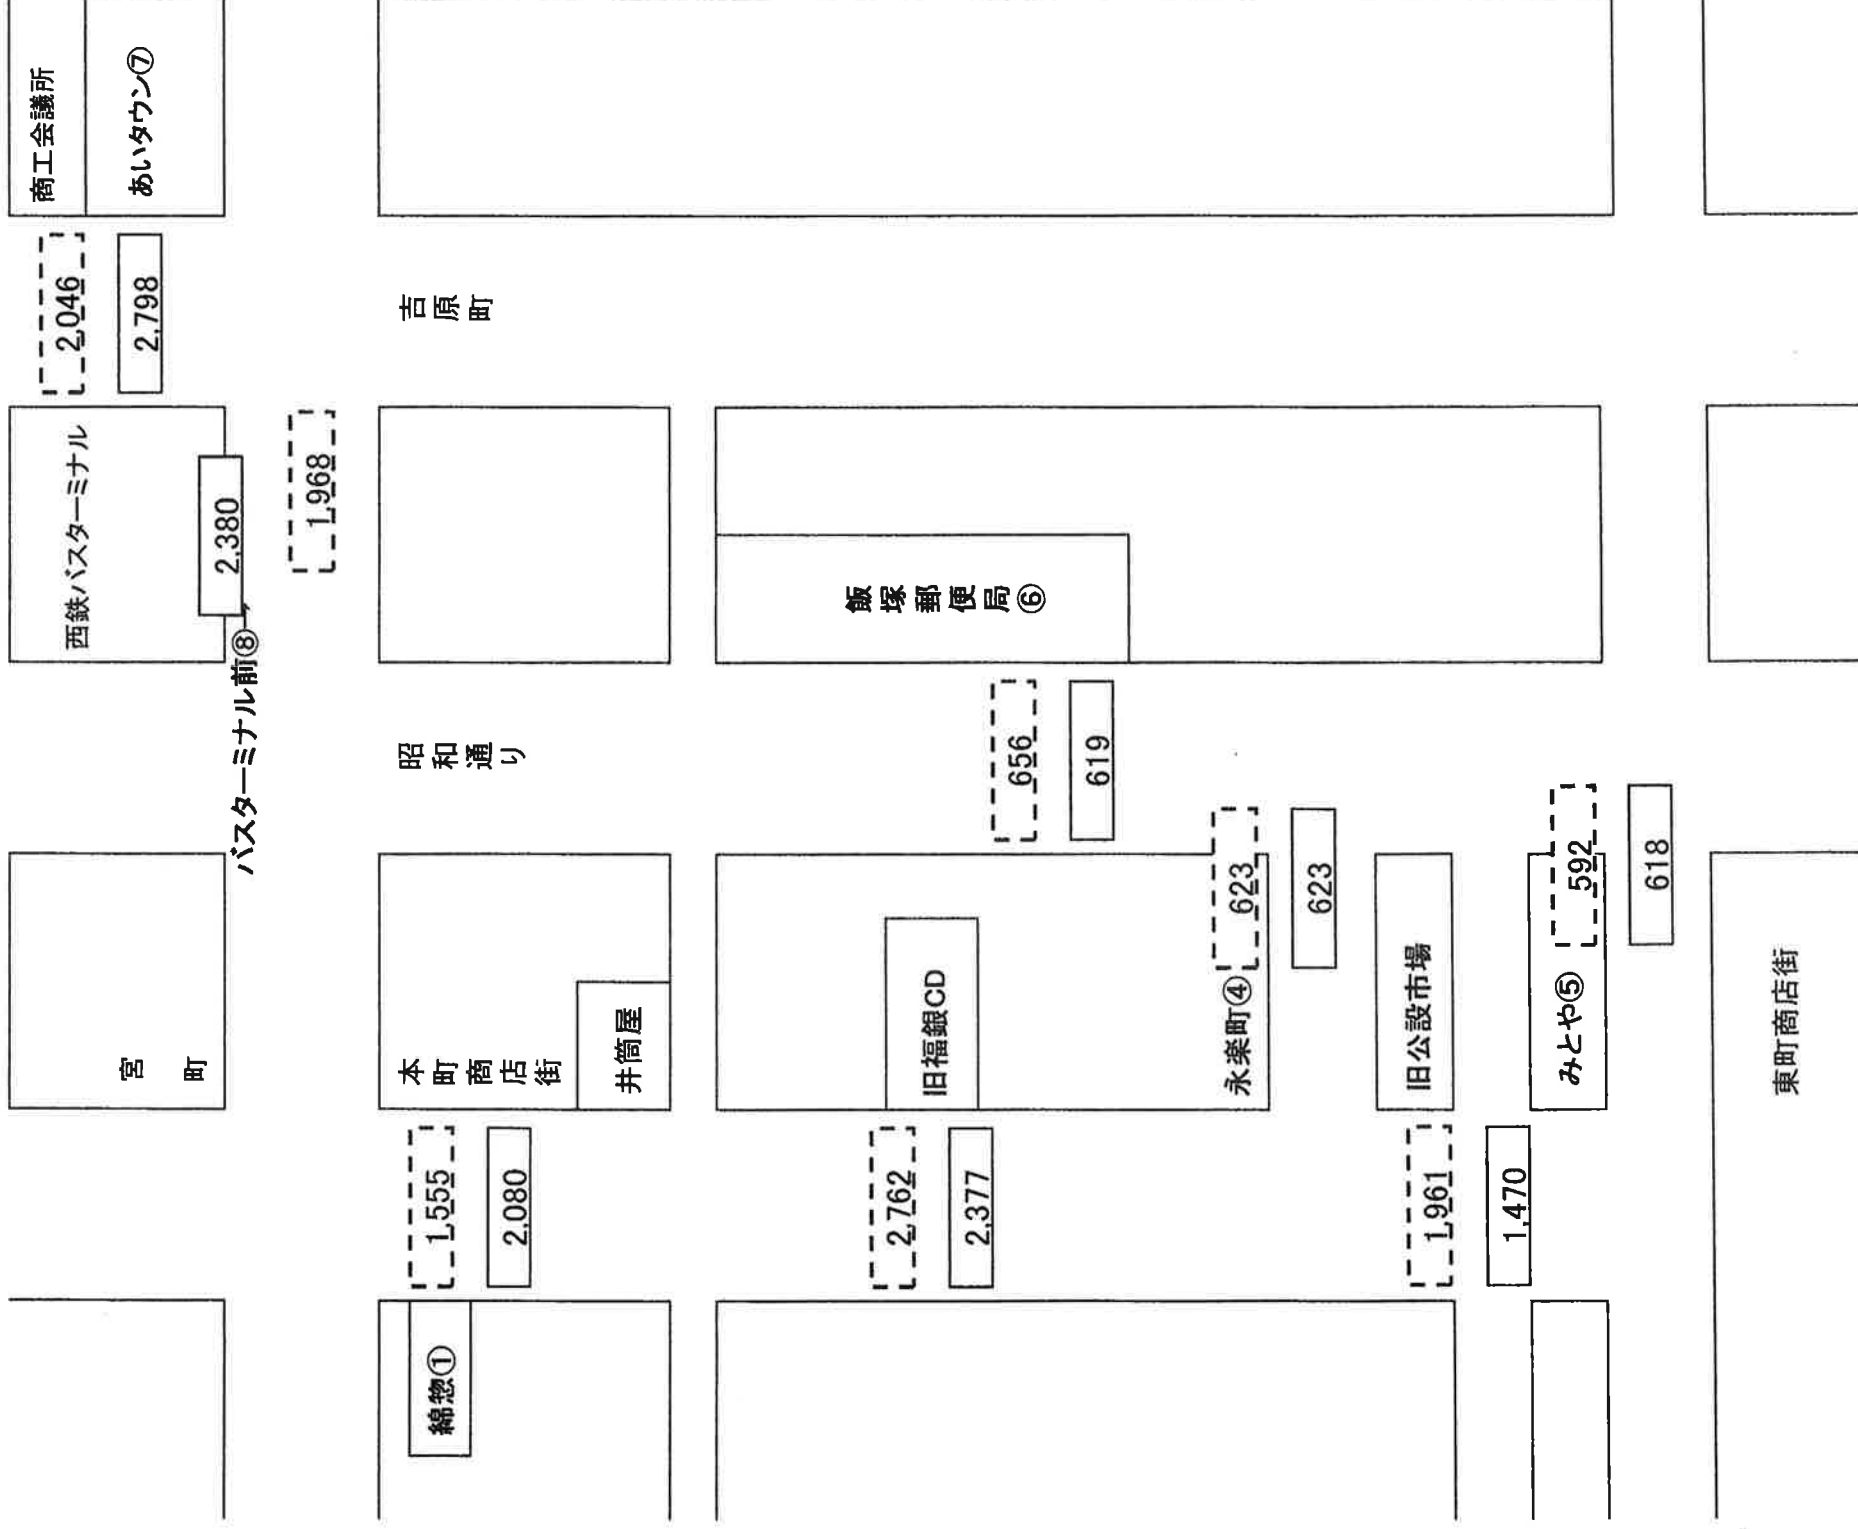 商工会議所
あいタウン⑦
2,046
2,798
西鉄バスターミナル
2,380
バスターミナル前⑧
1,968
吉原町
宮町
昭和通り
飯塚郵便局⑥
656
619
本町商店街
井筒屋
旧福銀CD
永楽町④
623
623
旧公設市場
みとや⑤
592
618
東町商店街
綿惣①
1,555
2,080
2,762
2,377
1,961
1,470